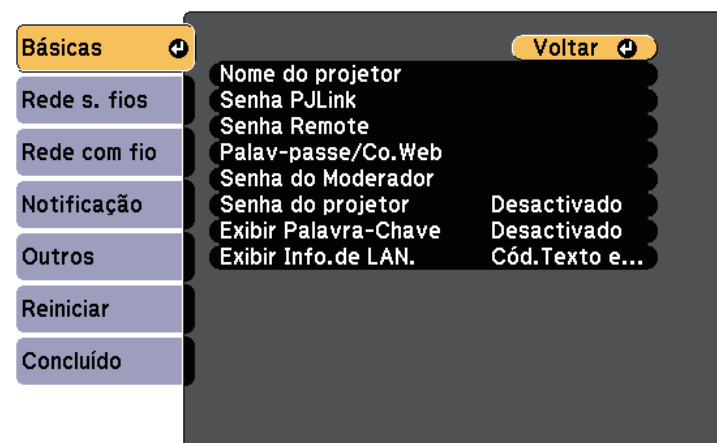 Básicas
Rede s. fios
Rede com fio
Notificação
Outros
Reiniciar
Concluído
Voltar
Nome do projetor
Senha PJLink
Senha Remote
Palav-passe/Co.Web
Senha do Moderador
Senha do projetor Desactivado
Exibir Palavra-Chave Desactivado
Exibir Info.de LAN. Cód.Texto e...